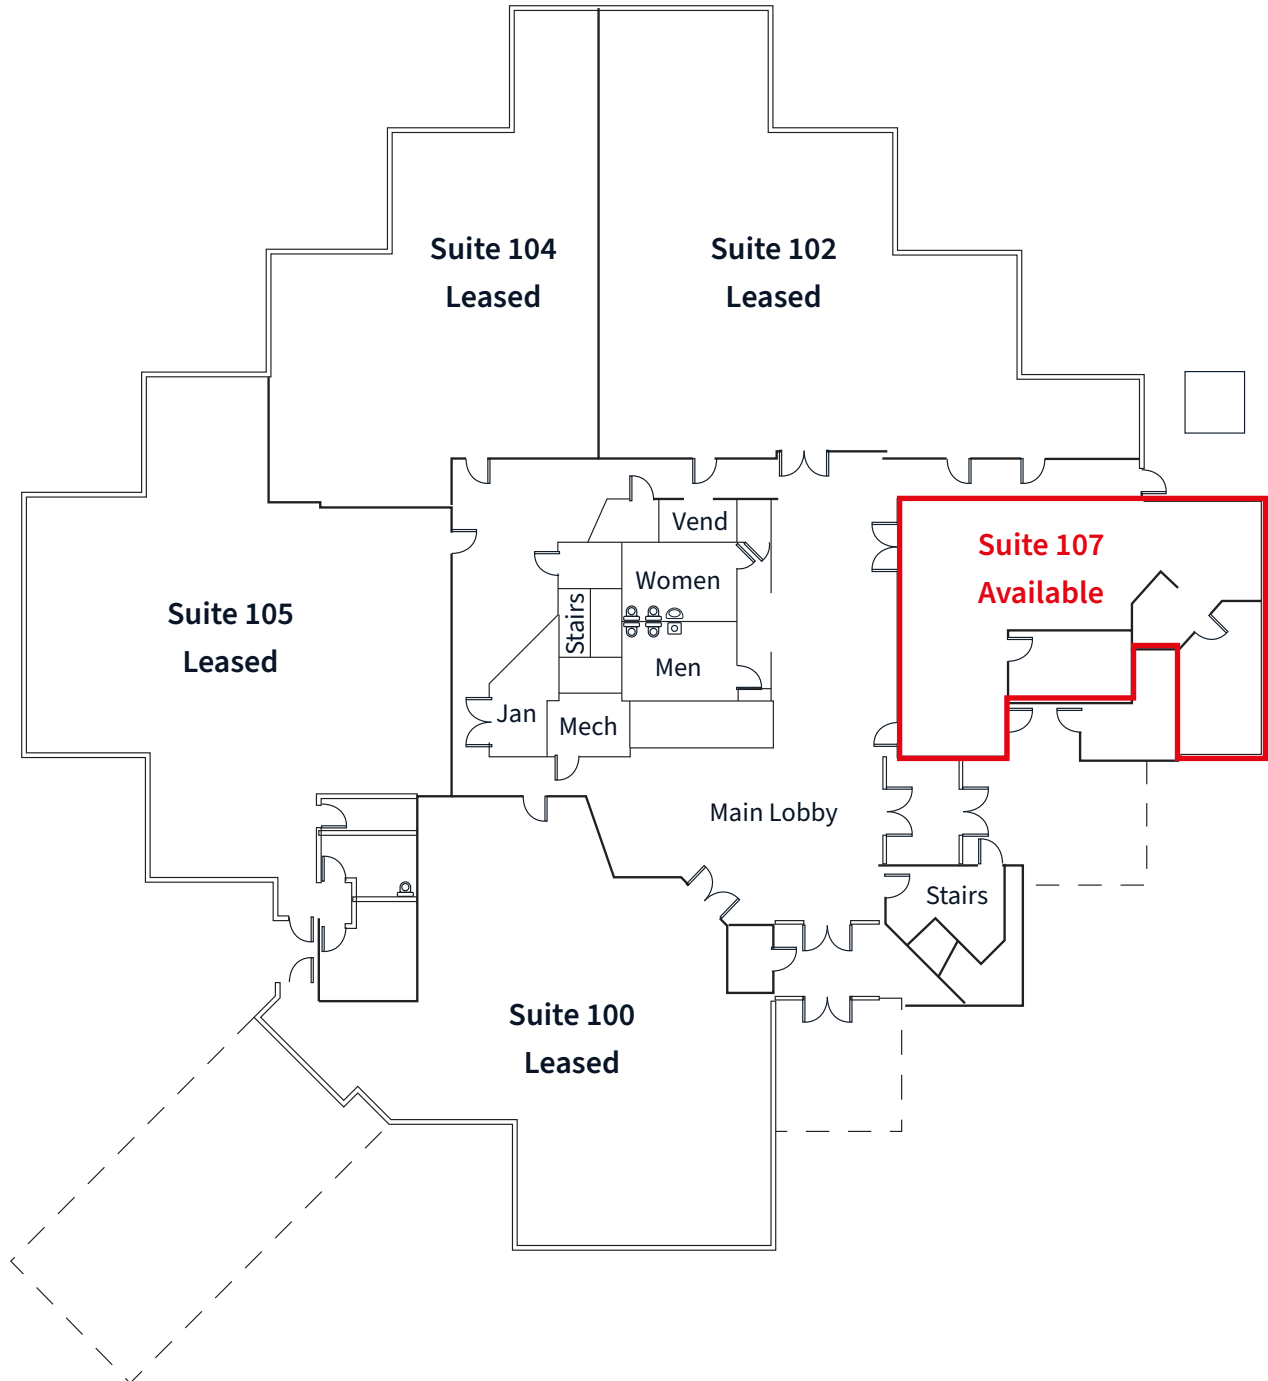 Suite 104
Leased
Suite 102
Leased
Vend
Suite 107
Available
Women
Stairs
Suite 105
Leased
Men
Jan
Mech
Main Lobby
Stairs
Suite 100
Leased